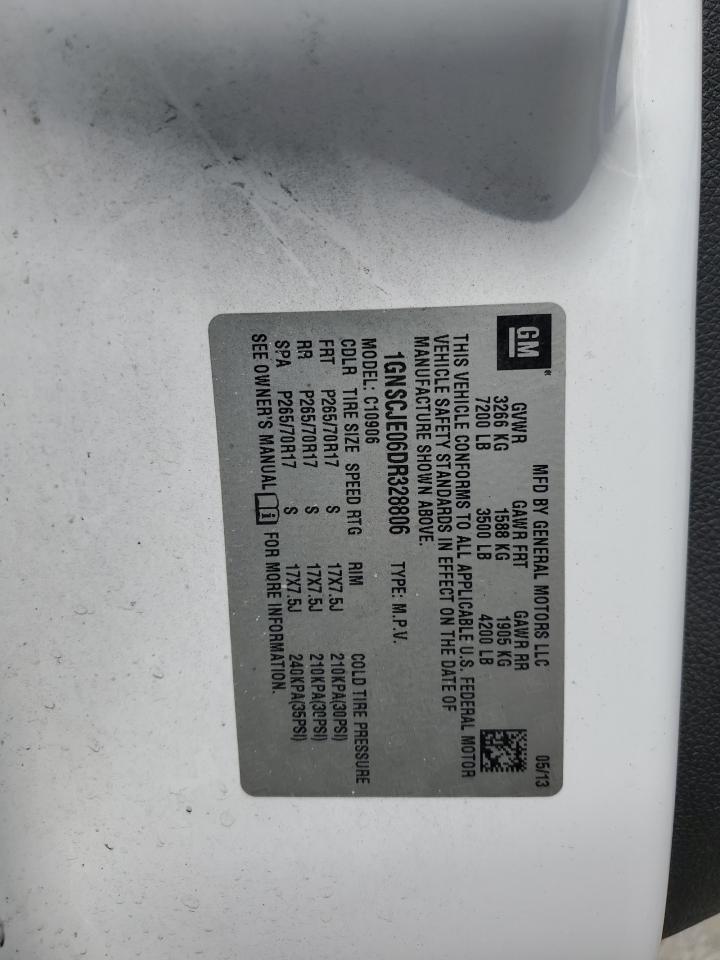 GM
MFD BY GENERAL MOTORS LLC
05/13
GVWR GAWR FRT GAWR RR
3266 KG 1588 KG 1905 KG
7200 LB 3500 LB 4200 LB
THIS VEHICLE CONFORMS TO ALL APPLICABLE U.S. FEDERAL MOTOR
VEHICLE SAFETY STANDARDS IN EFFECT ON THE DATE OF
MANUFACTURE SHOWN ABOVE.
1GNSCJE06DR328806 TYPE: M.P.V.
MODEL: C10906
CDLR TIRE SIZE SPEED RTG RIM COLD TIRE PRESSURE
FRT P265/70R17 S 17X7.5J 210KPA(30PSI)
RR P265/70R17 S 17X7.5J 210KPA(30PSI)
SPA P265/70R17 S 17X7.5J 240KPA(35PSI)
SEE OWNER'S MANUAL FOR MORE INFORMATION.